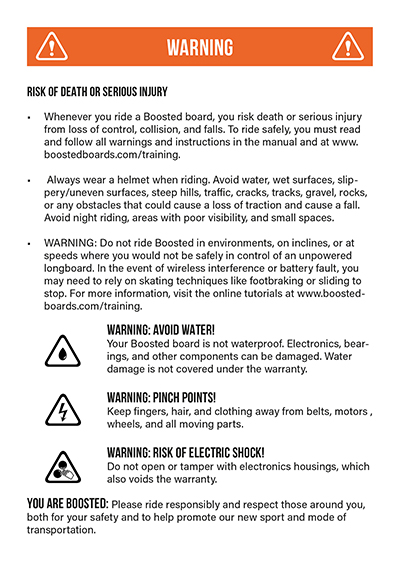 WARNING
RISK OF DEATH OR SERIOUS INJURY
• Whenever you ride a Boosted board, you risk death or serious injury
from loss of control, collision, and falls. To ride safely, you must read
and follow all warnings and instructions in the manual and at www.
boostedboards.com/training.
• Always wear a helmet when riding. Avoid water, wet surfaces, slip-
pery/uneven surfaces, steep hills, traffic, cracks, tracks, gravel, rocks,
or any obstacles that could cause a loss of traction and cause a fall.
Avoid night riding, areas with poor visibility, and small spaces.
• WARNING: Do not ride Boosted in environments, on inclines, or at
speeds where you would not be safely in control of an unpowered
longboard. In the event of wireless interference or battery fault, you
may need to rely on skating techniques like footbraking or sliding to
stop. For more information, visit the online tutorials at www.boosted-
boards.com/training.
WARNING: AVOID WATER!
Your Boosted board is not waterproof. Electronics, bear-
ings, and other components can be damaged. Water
damage is not covered under the warranty.
WARNING: PINCH POINTS!
Keep fingers, hair, and clothing away from belts, motors ,
wheels, and all moving parts.
WARNING: RISK OF ELECTRIC SHOCK!
Do not open or tamper with electronics housings, which
also voids the warranty.
YOU ARE BOOSTED: Please ride responsibly and respect those around you,
both for your safety and to help promote our new sport and mode of
transportation.